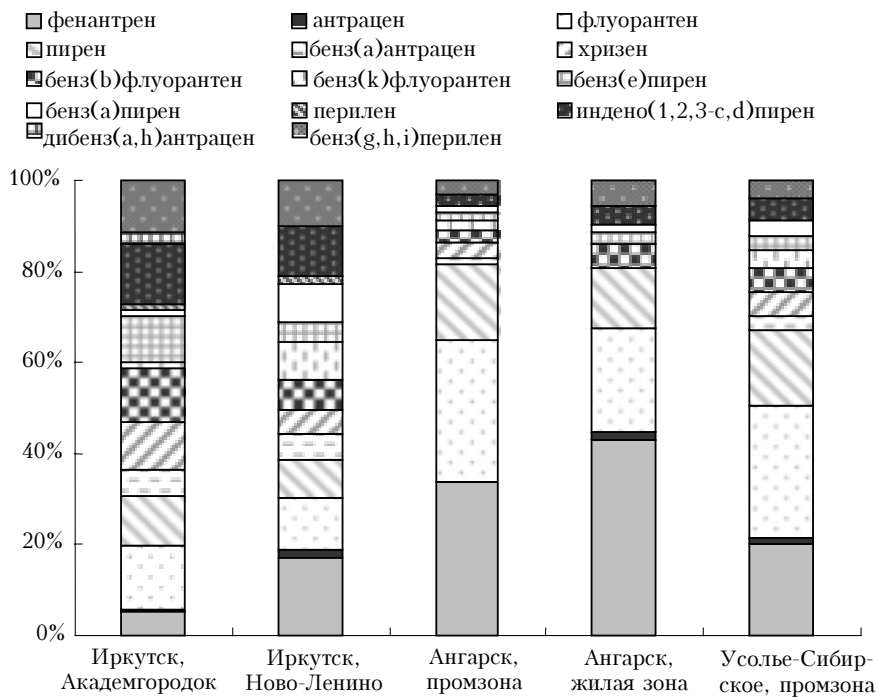 фенантрен антрацен флуорантен
пирен бенз(a)антрацен хризен
бенз(b)флуорантен бенз(k)флуорантен бенз(e)пирен
бенз(a)пирен перилен индено(1,2,3-c,d)пирен
дибенз(a,h)антрацен бенз(g,h,i)перилен
100%
80%
60%
40%
20%
0%
Иркутск, Академгородок
Иркутск, Ново-Ленино
Ангарск, промзона
Ангарск, жилая зона
Усолье-Сибир-
ское, промзона